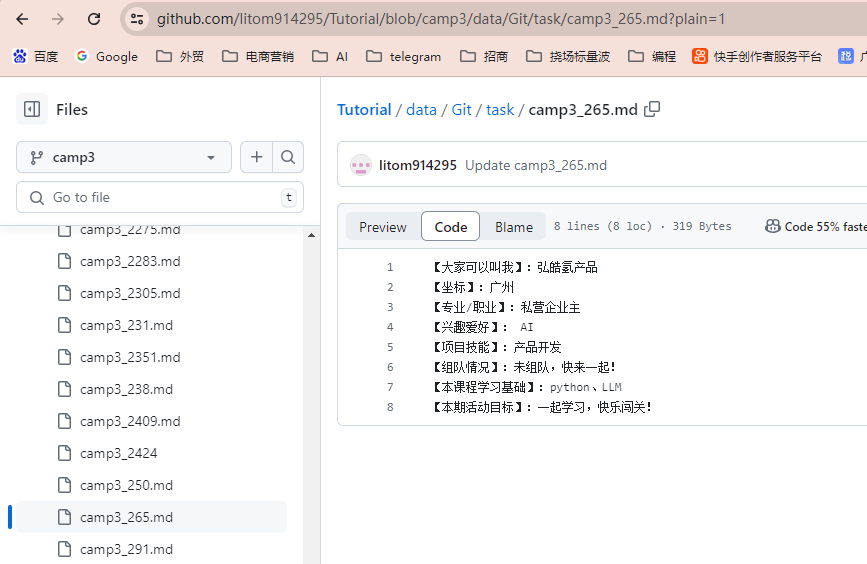 github.com/litom914295/Tutorial/blob/camp3/data/Git/task/camp3_265.md?plain=1
百度 Google 外贸 电商营销 AI telegram 招商 挠场标量波 编程 快手创作者服务平台
Files
camp3
Go to file t
camp3_2275.md
camp3_2283.md
camp3_2305.md
camp3_231.md
camp3_2351.md
camp3_238.md
camp3_2409.md
camp3_2424
camp3_250.md
camp3_265.md
camp3_291.md
Tutorial / data / Git / task / camp3_265.md
litom914295 Update camp3_265.md
Preview Code Blame 8 lines (8 loc) · 319 Bytes Code 55% faste
1 【大家可以叫我】：弘皓氢产品
2 【坐标】：广州
3 【专业/职业】：私营企业主
4 【兴趣爱好】： AI
5 【项目技能】：产品开发
6 【组队情况】：未组队，快来一起！
7 【本课程学习基础】：python、LLM
8 【本期活动目标】：一起学习，快乐闯关！